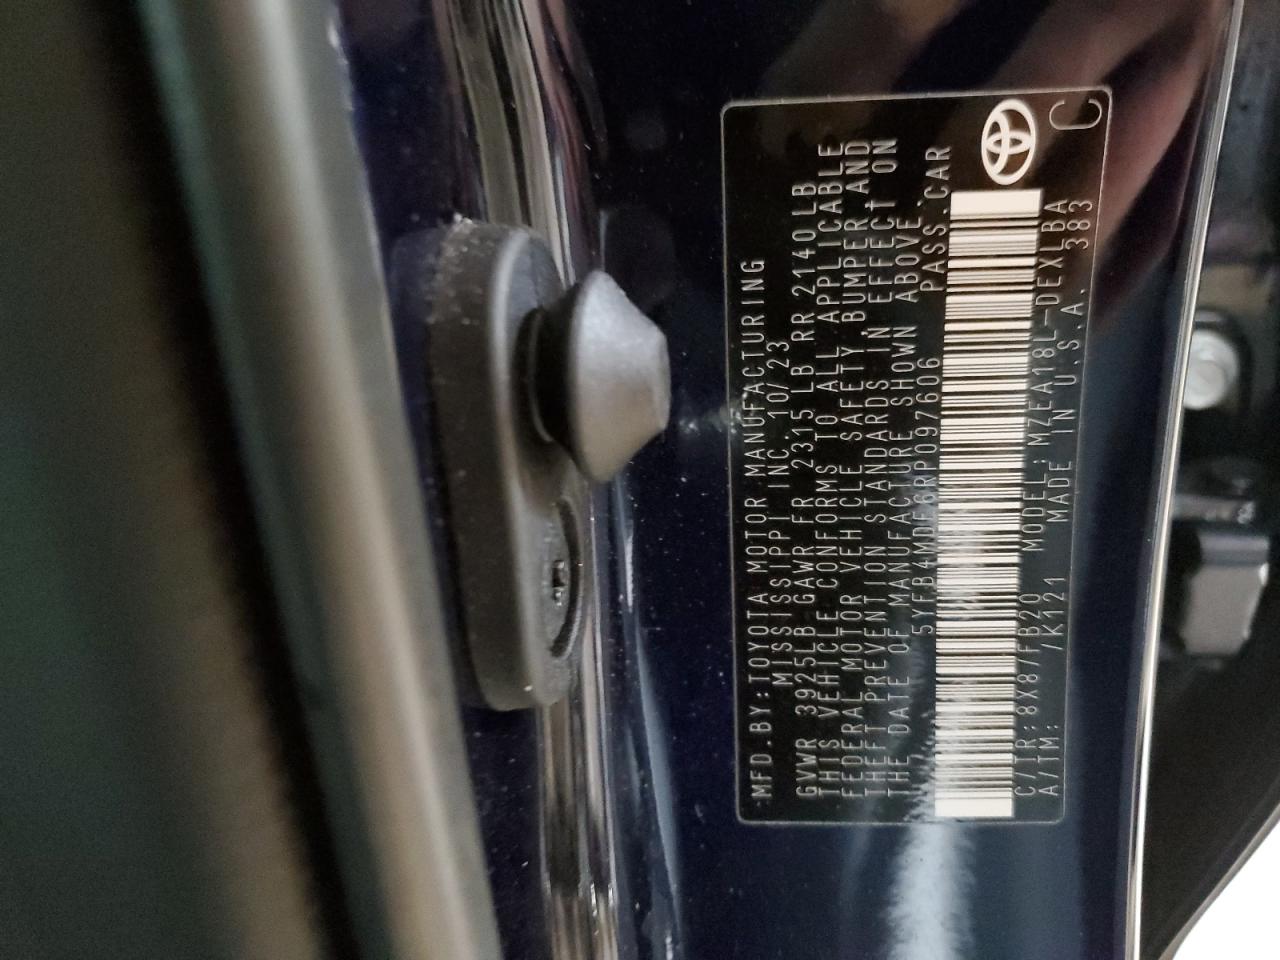 MFD.BY:TOYOTA MOTOR MANUFACTURING
MISSISSIPPI INC. 10/23
GVWR 3925LB GAWR FR 2315 LB RR 2140LB
THIS VEHICLE CONFORMS TO ALL APPLICABLE
FEDERAL MOTOR VEHICLE SAFETY,BUMPER AND
THEFT PREVENTION STANDARDS IN EFFECT ON
THE DATE OF MANUFACTURE SHOWN ABOVE.
5YFB4MDE6RP097606 PASS.CAR
C/TR:8X8/FB20 MODEL:MZEA18L-DEXLBA
A/TM: /K121 MADE IN U.S.A. 383
C